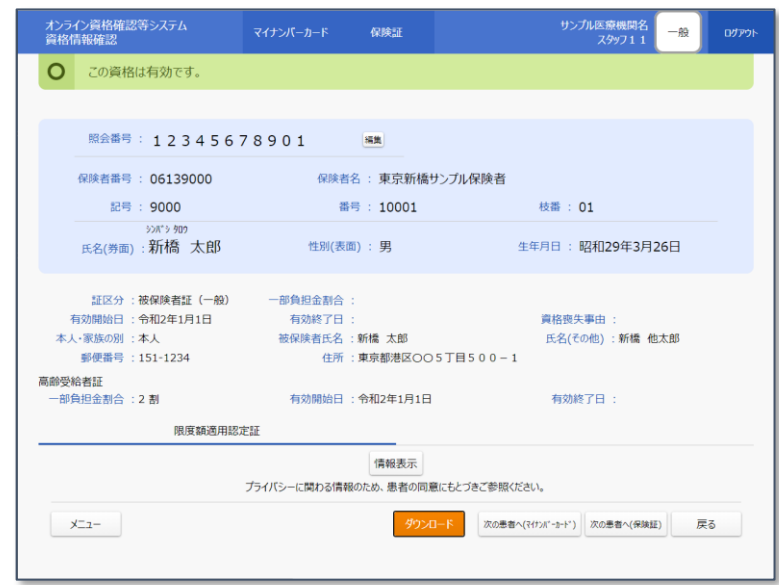 オンライン資格確認等システム
資格情報確認
マイナンバーカード 保険証
サンプル医療機関名
スタッフ11
一般
ログアウト
この資格は有効です。
照会番号 : 12345678901 編集
保険者番号 : 06139000 保険者名 : 東京新橋サンプル保険者
記号 : 9000 番号 : 10001 枝番 : 01
シンバシ タロウ
氏名(券面) : 新橋 太郎 性別(表面) : 男 生年月日 : 昭和29年3月26日
証区分 : 被保険者証（一般） 一部負担金割合 :
有効開始日 : 令和2年1月1日 有効終了日 : 資格喪失事由 :
本人・家族の別 : 本人 被保険者氏名 : 新橋 太郎 氏名(その他) : 新橋 他太郎
郵便番号 : 151-1234 住所 : 東京都港区〇〇５丁目５００－１
高齢受給者証
一部負担金割合 : 2 割 有効開始日 : 令和2年1月1日 有効終了日 :
限度額適用認定証
情報表示
プライバシーに関わる情報のため、患者の同意にもとづきご参照ください。
メニュー ダウンロード 次の患者へ(マイナンバーカード) 次の患者へ(保険証) 戻る